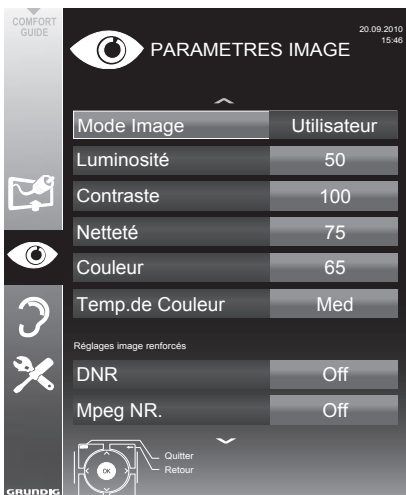 COMFORT
GUIDE
PARAMETRES IMAGE
20.09.2010
15:46
Mode Image Utilisateur
Luminosité 50
Contraste 100
Netteté 75
Couleur 65
Temp.de Couleur Med
Réglages image renforcés
DNR Off
Mpeg NR. Off
OK
Quitter
Retour
GRUNDIG